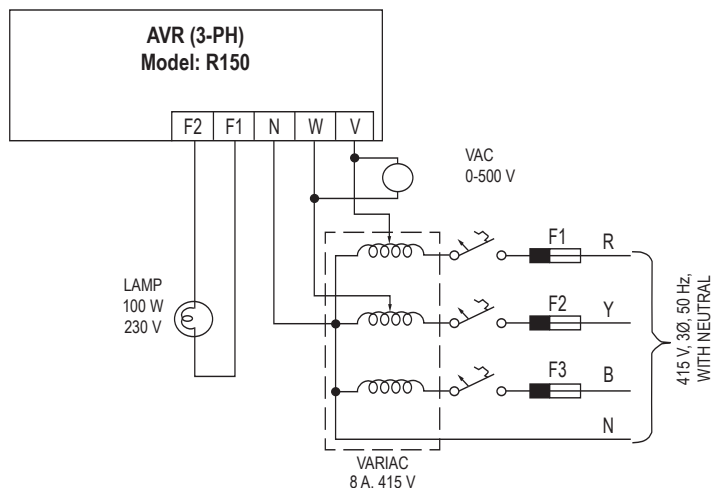 AVR (3-PH)
Model: R150
F2 F1 N W V
VAC
0-500 V
F1 R
LAMP
100 W
230 V
F2 Y
F3 B
N
415 V, 3Ø, 50 Hz,
WITH NEUTRAL
VARIAC
8 A, 415 V